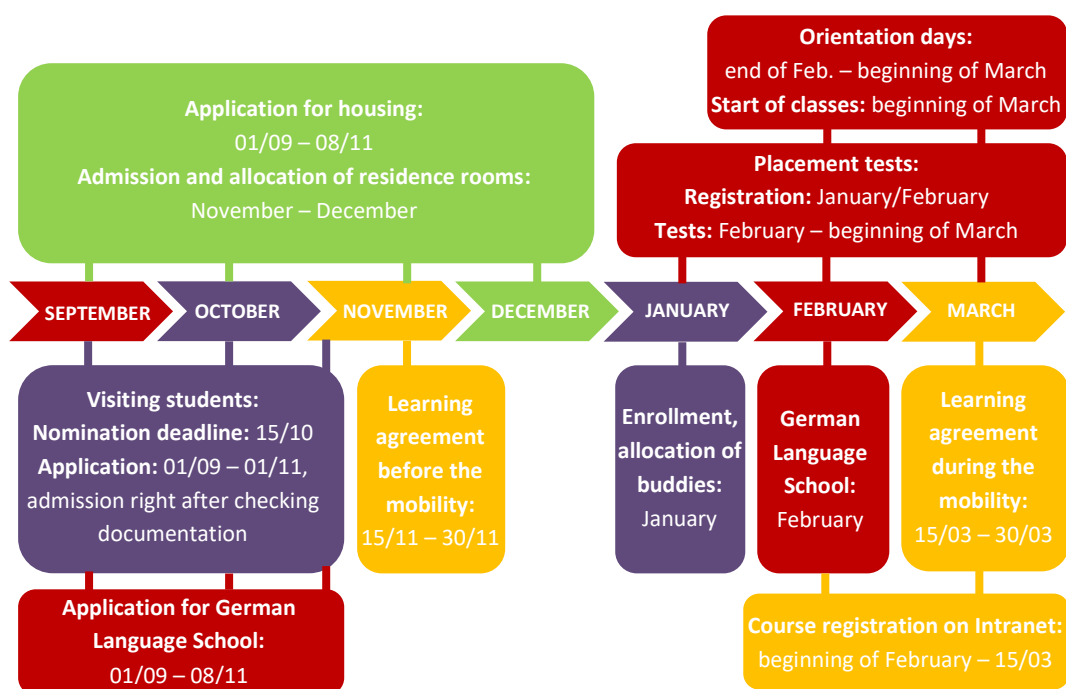 Orientation days:
end of Feb. – beginning of March
Start of classes: beginning of March
Application for housing:
01/09 – 08/11
Admission and allocation of residence rooms:
November – December
Placement tests:
Registration: January/February
Tests: February – beginning of March
SEPTEMBER
OCTOBER
NOVEMBER
DECEMBER
JANUARY
FEBRUARY
MARCH
Visiting students:
Nomination deadline: 15/10
Application: 01/09 – 01/11,
admission right after checking
documentation
Learning
agreement
before the
mobility:
15/11 – 30/11
Enrollment,
allocation of
buddies:
January
German
Language
School:
February
Learning
agreement
during the
mobility:
15/03 – 30/03
Application for German
Language School:
01/09 – 08/11
Course registration on Intranet:
beginning of February – 15/03